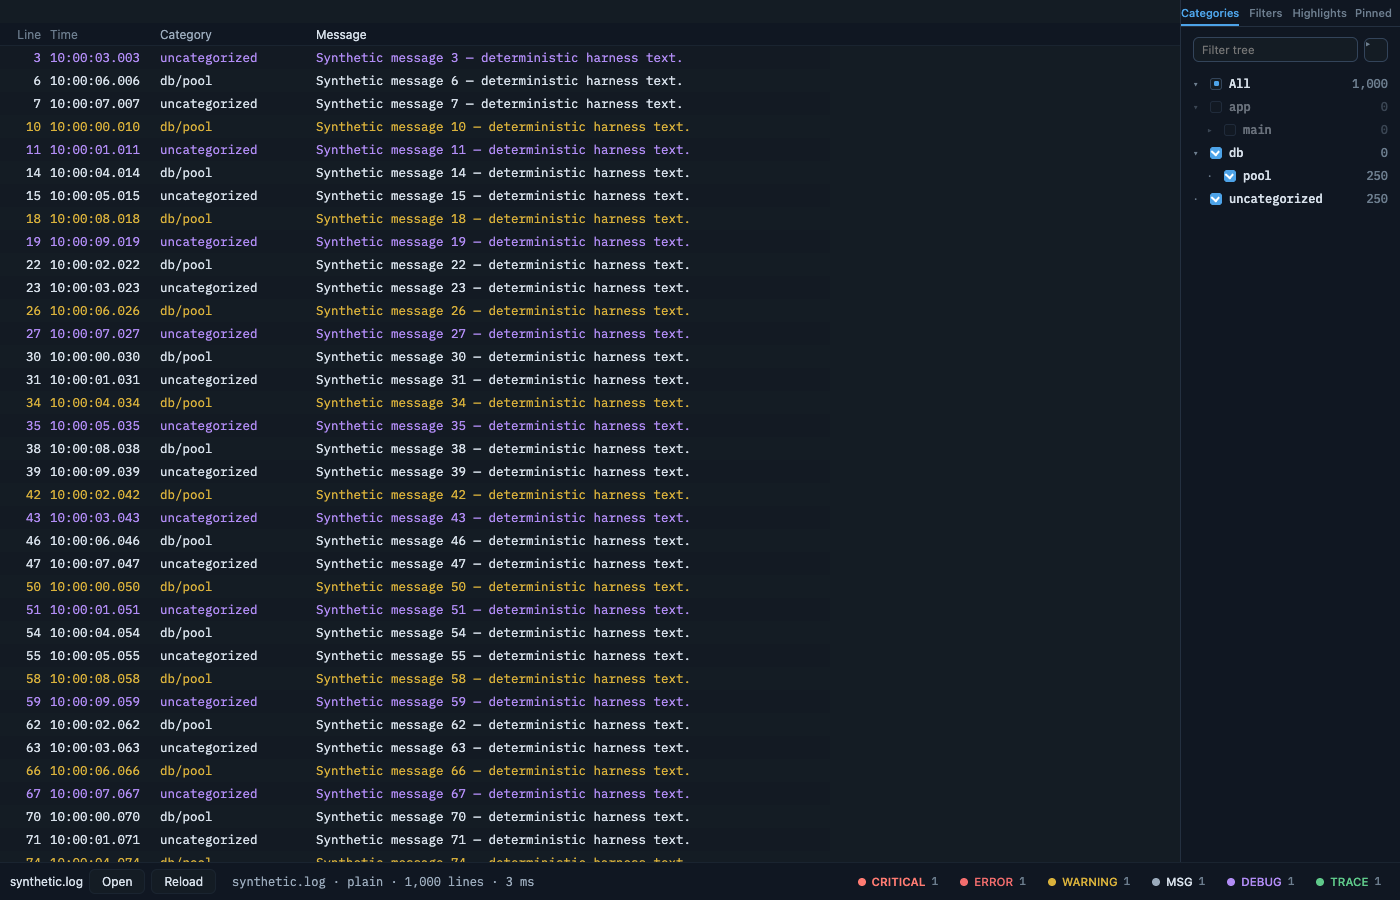 Categories Filters Highlights Pinned
Line Time Category Message
3 10:00:03.003 uncategorized Synthetic message 3 — deterministic harness text.
6 10:00:06.006 db/pool Synthetic message 6 — deterministic harness text.
7 10:00:07.007 uncategorized Synthetic message 7 — deterministic harness text.
10 10:00:00.010 db/pool Synthetic message 10 — deterministic harness text.
11 10:00:01.011 uncategorized Synthetic message 11 — deterministic harness text.
14 10:00:04.014 db/pool Synthetic message 14 — deterministic harness text.
15 10:00:05.015 uncategorized Synthetic message 15 — deterministic harness text.
18 10:00:08.018 db/pool Synthetic message 18 — deterministic harness text.
19 10:00:09.019 uncategorized Synthetic message 19 — deterministic harness text.
22 10:00:02.022 db/pool Synthetic message 22 — deterministic harness text.
23 10:00:03.023 uncategorized Synthetic message 23 — deterministic harness text.
26 10:00:06.026 db/pool Synthetic message 26 — deterministic harness text.
27 10:00:07.027 uncategorized Synthetic message 27 — deterministic harness text.
30 10:00:00.030 db/pool Synthetic message 30 — deterministic harness text.
31 10:00:01.031 uncategorized Synthetic message 31 — deterministic harness text.
34 10:00:04.034 db/pool Synthetic message 34 — deterministic harness text.
35 10:00:05.035 uncategorized Synthetic message 35 — deterministic harness text.
38 10:00:08.038 db/pool Synthetic message 38 — deterministic harness text.
39 10:00:09.039 uncategorized Synthetic message 39 — deterministic harness text.
42 10:00:02.042 db/pool Synthetic message 42 — deterministic harness text.
43 10:00:03.043 uncategorized Synthetic message 43 — deterministic harness text.
46 10:00:06.046 db/pool Synthetic message 46 — deterministic harness text.
47 10:00:07.047 uncategorized Synthetic message 47 — deterministic harness text.
50 10:00:00.050 db/pool Synthetic message 50 — deterministic harness text.
51 10:00:01.051 uncategorized Synthetic message 51 — deterministic harness text.
54 10:00:04.054 db/pool Synthetic message 54 — deterministic harness text.
55 10:00:05.055 uncategorized Synthetic message 55 — deterministic harness text.
58 10:00:08.058 db/pool Synthetic message 58 — deterministic harness text.
59 10:00:09.059 uncategorized Synthetic message 59 — deterministic harness text.
62 10:00:02.062 db/pool Synthetic message 62 — deterministic harness text.
63 10:00:03.063 uncategorized Synthetic message 63 — deterministic harness text.
66 10:00:06.066 db/pool Synthetic message 66 — deterministic harness text.
67 10:00:07.067 uncategorized Synthetic message 67 — deterministic harness text.
70 10:00:00.070 db/pool Synthetic message 70 — deterministic harness text.
71 10:00:01.071 uncategorized Synthetic message 71 — deterministic harness text.
74 10:00:04.074 db/pool Synthetic message 74 — deterministic harness text.
Filter tree
All 1,000
app 0
main 0
db 0
pool 250
uncategorized 250
synthetic.log Open Reload synthetic.log · plain · 1,000 lines · 3 ms CRITICAL 1 ERROR 1 WARNING 1 MSG 1 DEBUG 1 TRACE 1